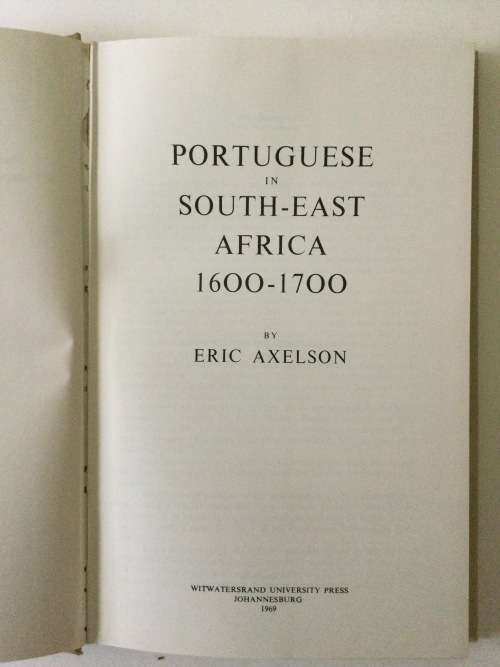 PORTUGUESE
IN
SOUTH-EAST
AFRICA
1600-1700
BY
ERIC AXELSON
WITWATERSRAND UNIVERSITY PRESS
JOHANNESBURG
1969